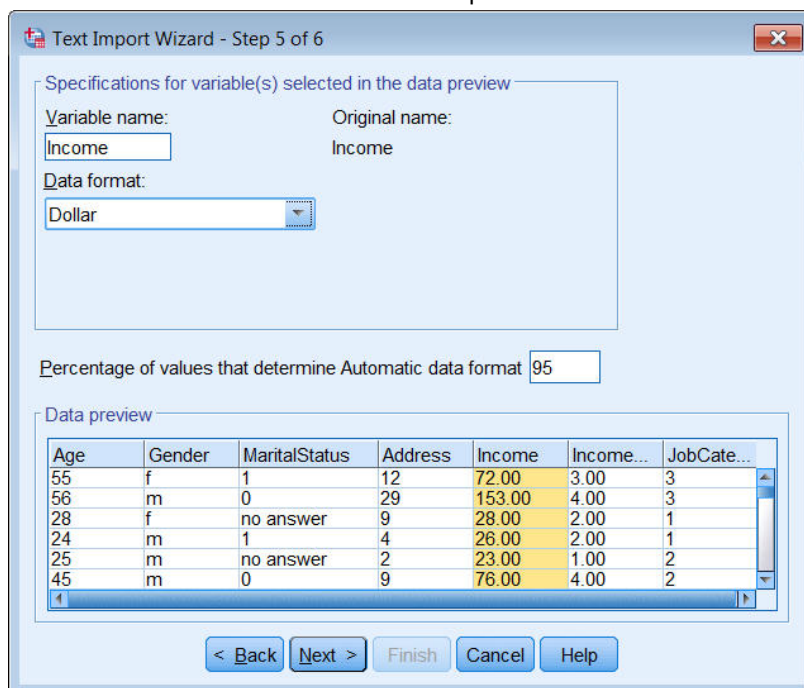 Text Import Wizard - Step 5 of 6
Specifications for variable(s) selected in the data preview
Variable name: Original name:
Income Income
Data format:
Dollar
Percentage of values that determine Automatic data format 95
Data preview
Age Gender MaritalStatus Address Income Income... JobCate...
55 f 1 12 72.00 3.00 3
56 m 0 29 153.00 4.00 3
28 f no answer 9 28.00 2.00 1
24 m 1 4 26.00 2.00 1
25 m no answer 2 23.00 1.00 2
45 m 0 9 76.00 4.00 2
< Back Next > Finish Cancel Help